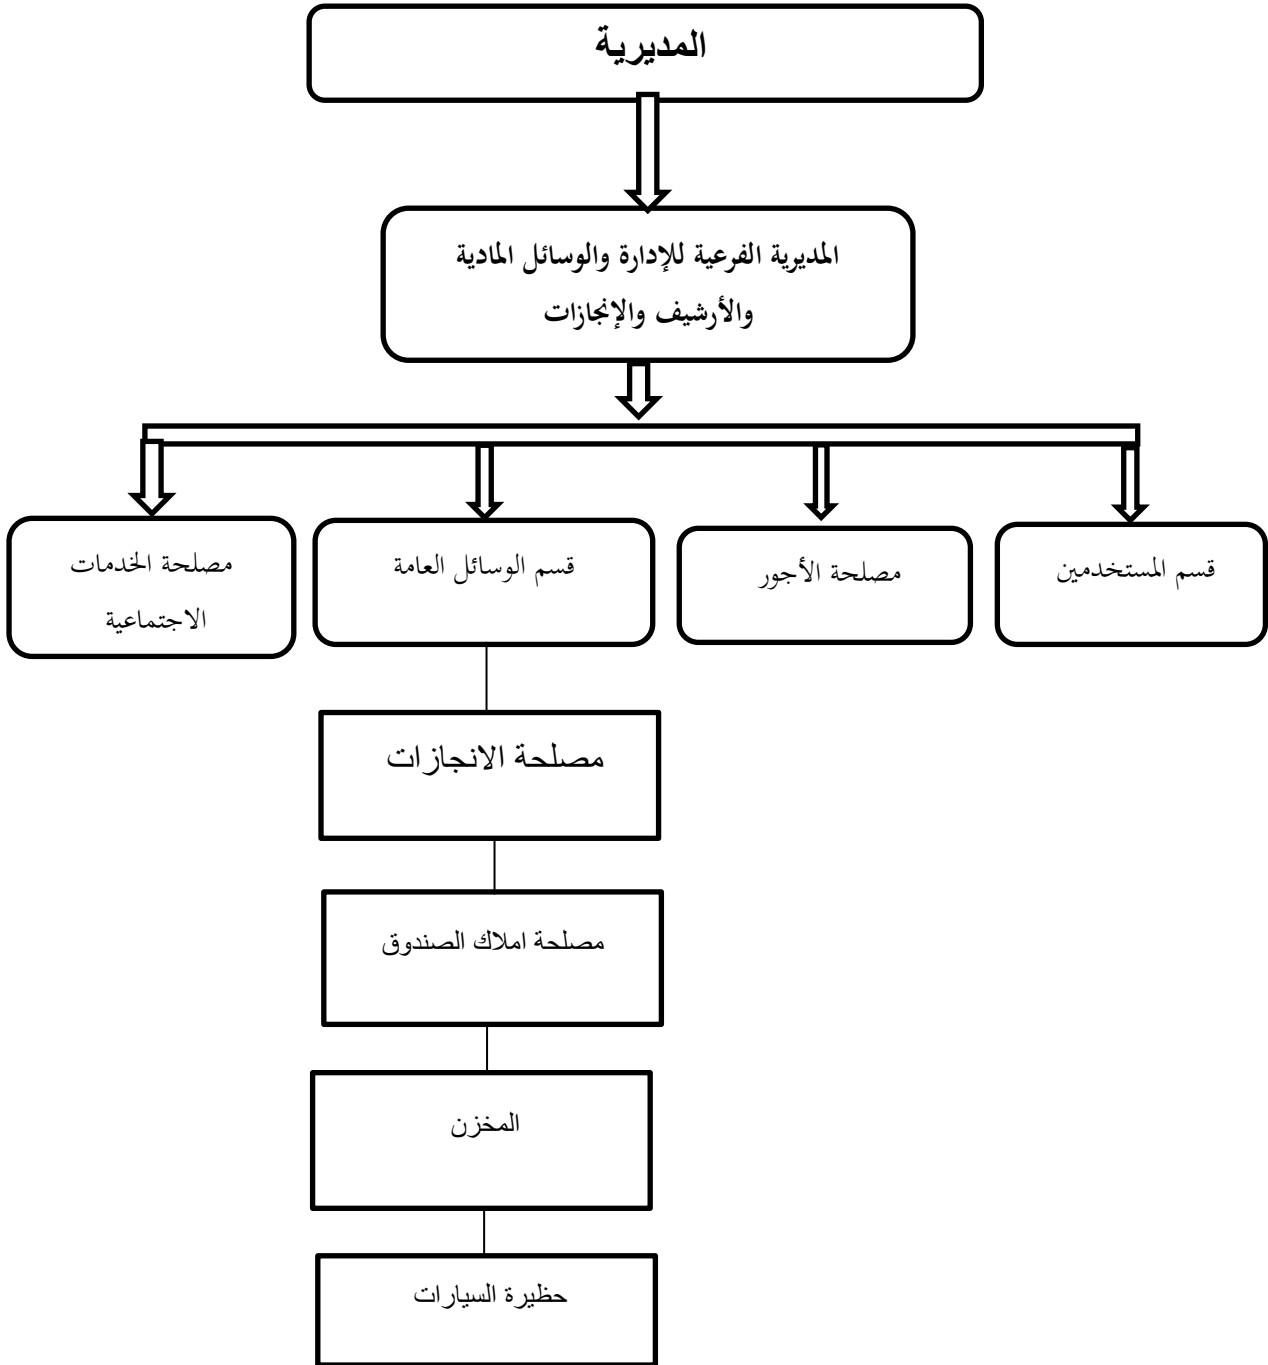 المديرية
المديرية الفرعية للإدارة والوسائل المادية
والأرشيف والإنجازات
قسم المستخدمين
مصلحة الأجور
قسم الوسائل العامة
مصلحة الخدمات
الاجتماعية
مصلحة الانجازات
مصلحة املاك الصندوق
المخزن
حظيرة السيارات